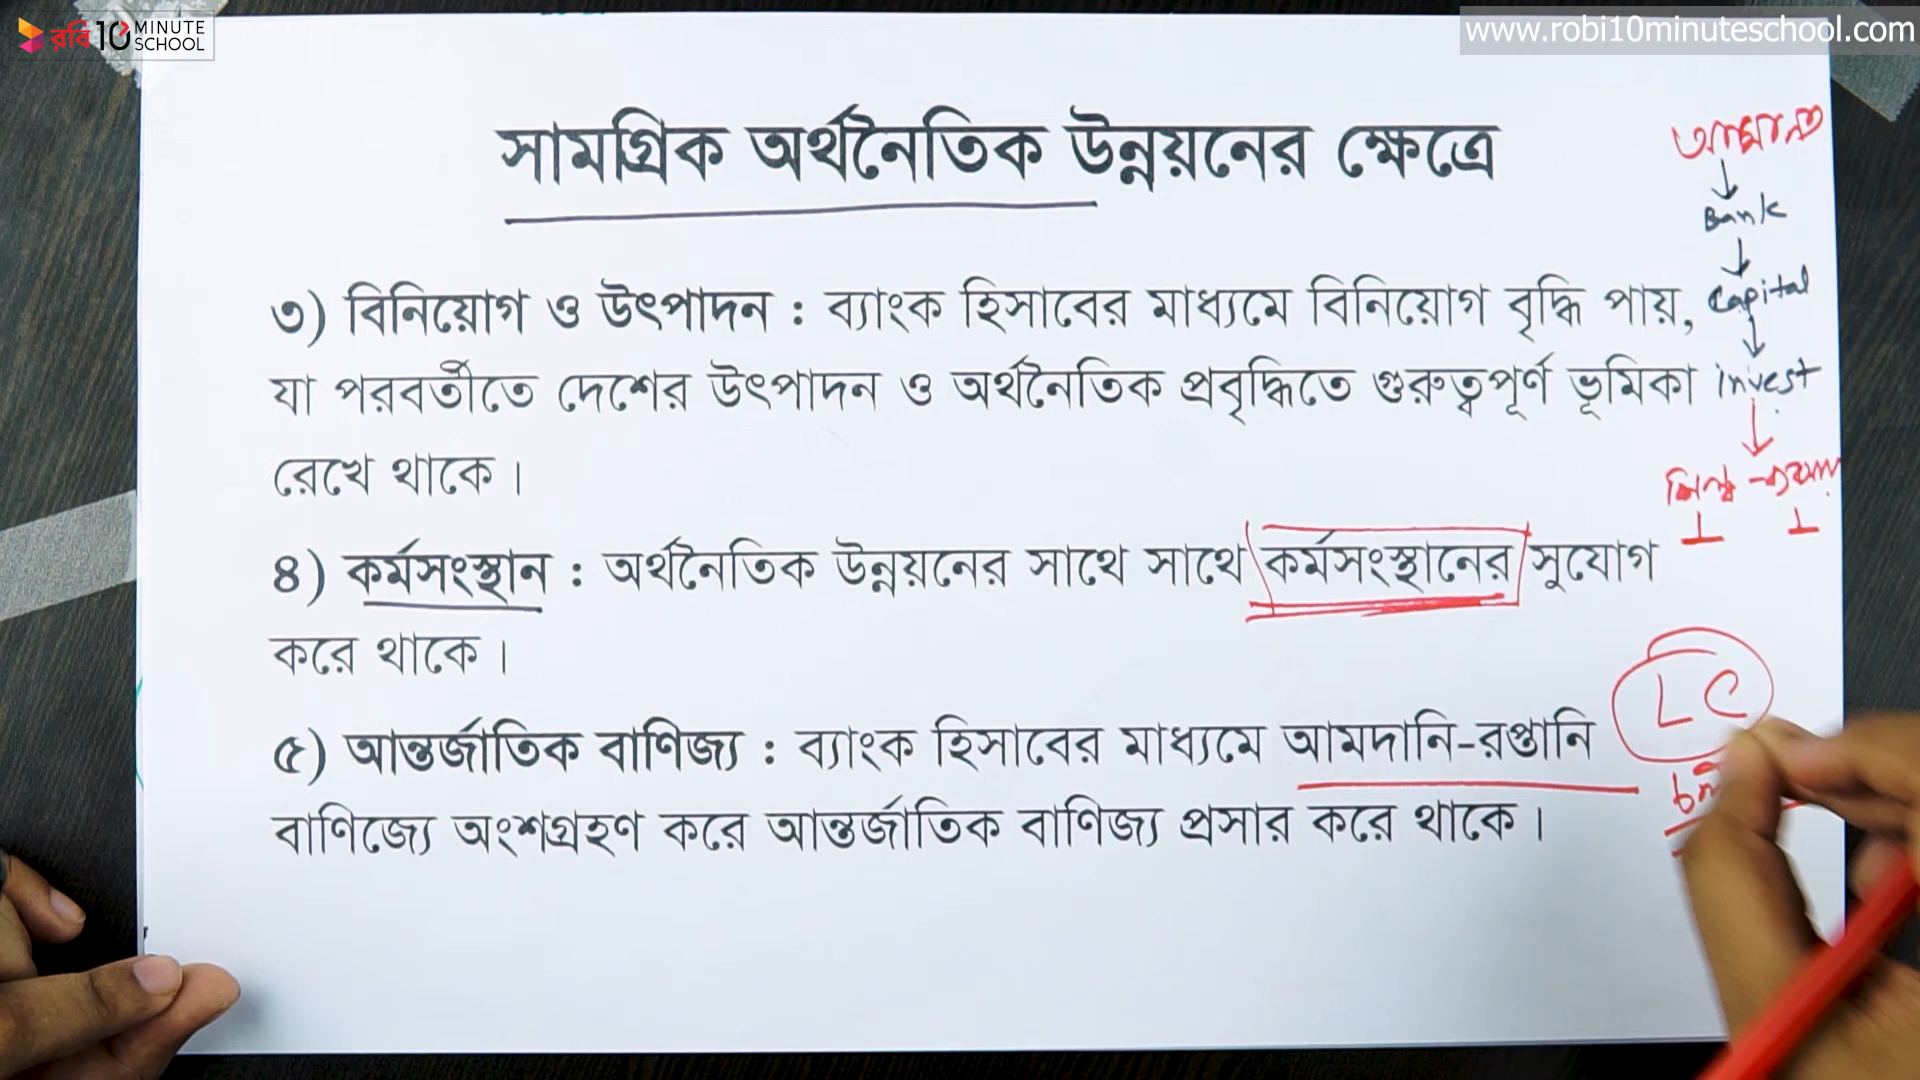 রবি 10 MINUTE SCHOOL
www.robi10minuteschool.com
সামগ্রিক অর্থনৈতিক উন্নয়নের ক্ষেত্রে
৩) বিনিয়োগ ও উৎপাদন : ব্যাংক হিসাবের মাধ্যমে বিনিয়োগ বৃদ্ধি পায়,
যা পরবর্তীতে দেশের উৎপাদন ও অর্থনৈতিক প্রবৃদ্ধিতে গুরুত্বপূর্ণ ভূমিকা
রেখে থাকে।
৪) কর্মসংস্থান : অর্থনৈতিক উন্নয়নের সাথে সাথে কর্মসংস্থানের সুযোগ
করে থাকে।
৫) আন্তর্জাতিক বাণিজ্য : ব্যাংক হিসাবের মাধ্যমে আমদানি-রপ্তানি
বাণিজ্যে অংশগ্রহণ করে আন্তর্জাতিক বাণিজ্য প্রসার করে থাকে।
আমানত
Bank
Capital
invest
শিল্প
LC